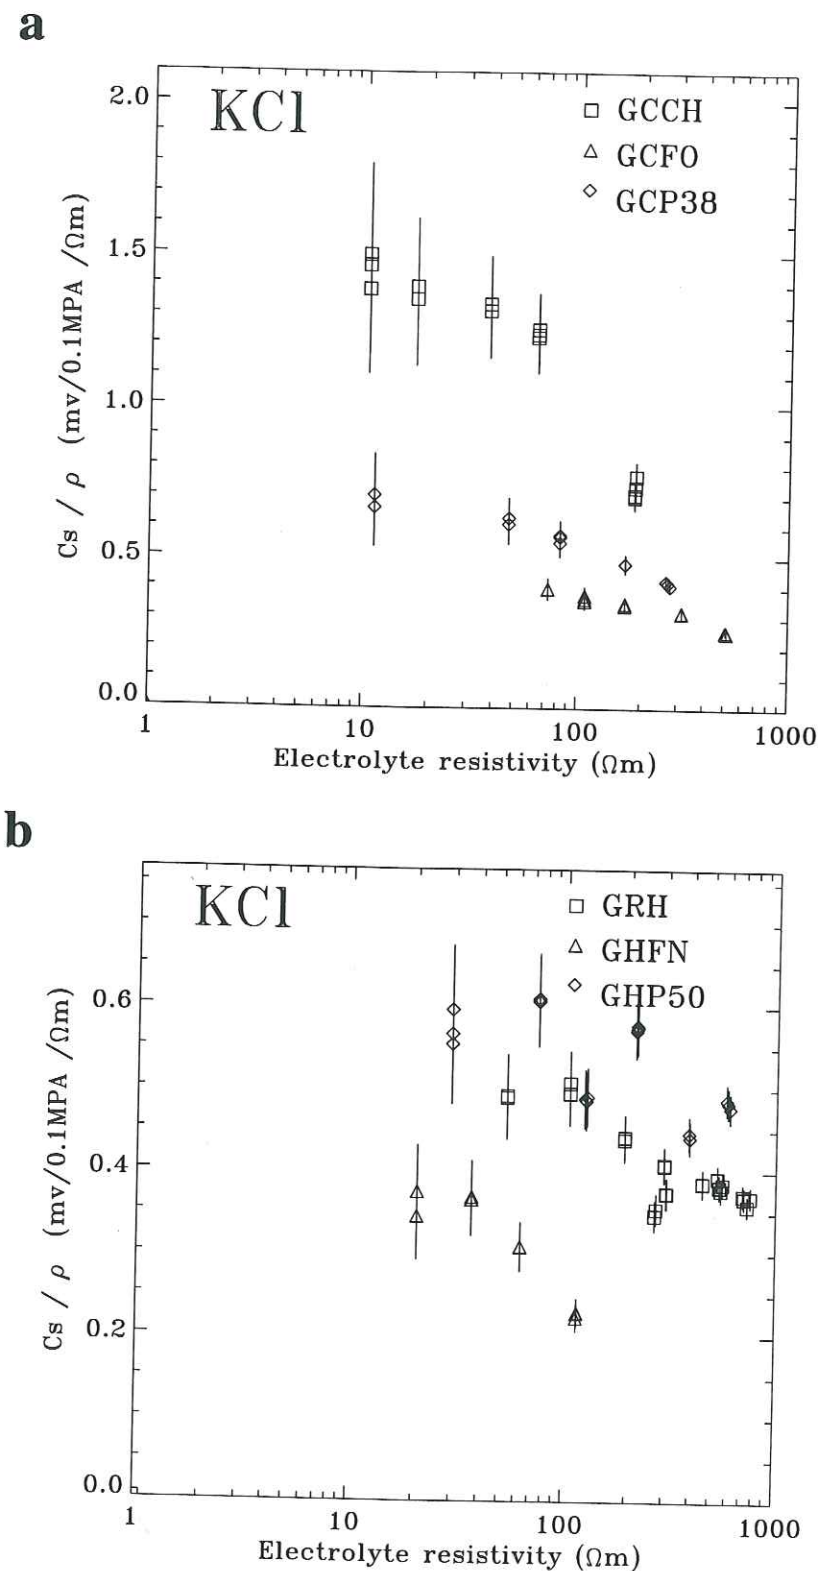 a
KCl
GCCH
GCFO
GCP38
2.0
1.5
1.0
0.5
0.0
Cs / ρ (mv/0.1MPA /Ωm)
1
10
100
1000
Electrolyte resistivity (Ωm)
b
KCl
GRH
GHFN
GHP50
0.6
0.4
0.2
0.0
Cs / ρ (mv/0.1MPA /Ωm)
1
10
100
1000
Electrolyte resistivity (Ωm)